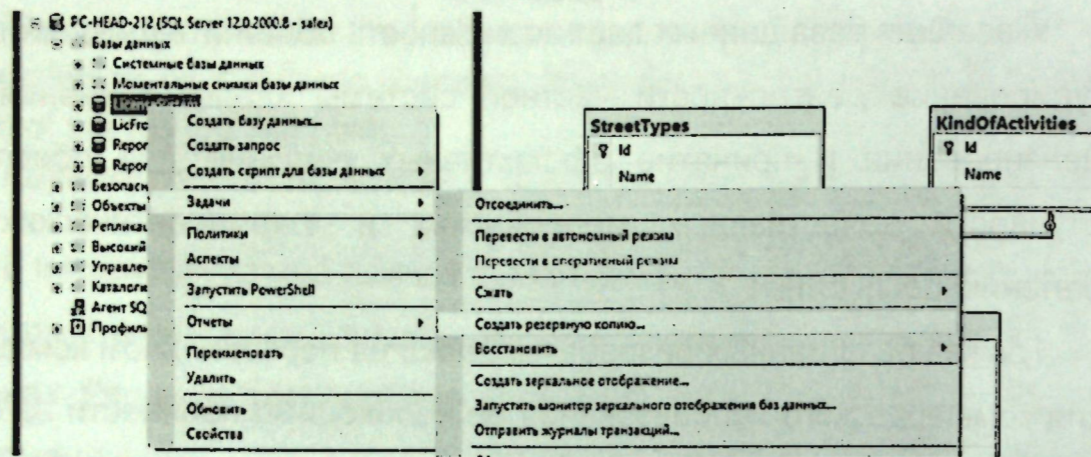 PC-HEAD-212 (SQL Server 12.0.2000.8 - sales)
Базы данных
Системные базы данных
Моментальные снимки базы данных
LicFro
Repor
Repor
Безопасн
Объекты
Реплика
Высокий
Управле
Каталоги
Агент SQ
Профиль
Создать базу данных...
Создать запрос
Создать скрипт для базы данных
Задачи
Политики
Аспекты
Запустить PowerShell
Отчеты
Переименовать
Удалить
Обновить
Свойства
Отсоединить...
Перевести в автономный режим
Перевести в оперативный режим
Сжать
Создать резервную копию...
Восстановить
Создать зеркальное отображение...
Запустить монитор зеркального отображения баз данных...
Отправить журналы транзакций...
StreetTypes
Id
Name
KindOfActivities
Id
Name